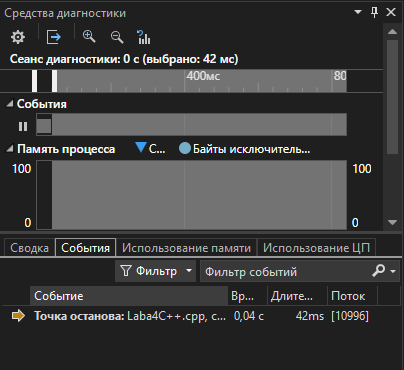 Средства диагностики
Сеанс диагностики: 0 с (выбрано: 42 мс)
400мс 80
События
Память процесса С... Байты исключитель...
100 100
0 0
Сводка События Использование памяти Использование ЦП
Фильтр Фильтр событий
Событие Вр... Длите... Поток
Точка останова: Laba4C++.cpp, с... 0,04 с 42ms [10996]